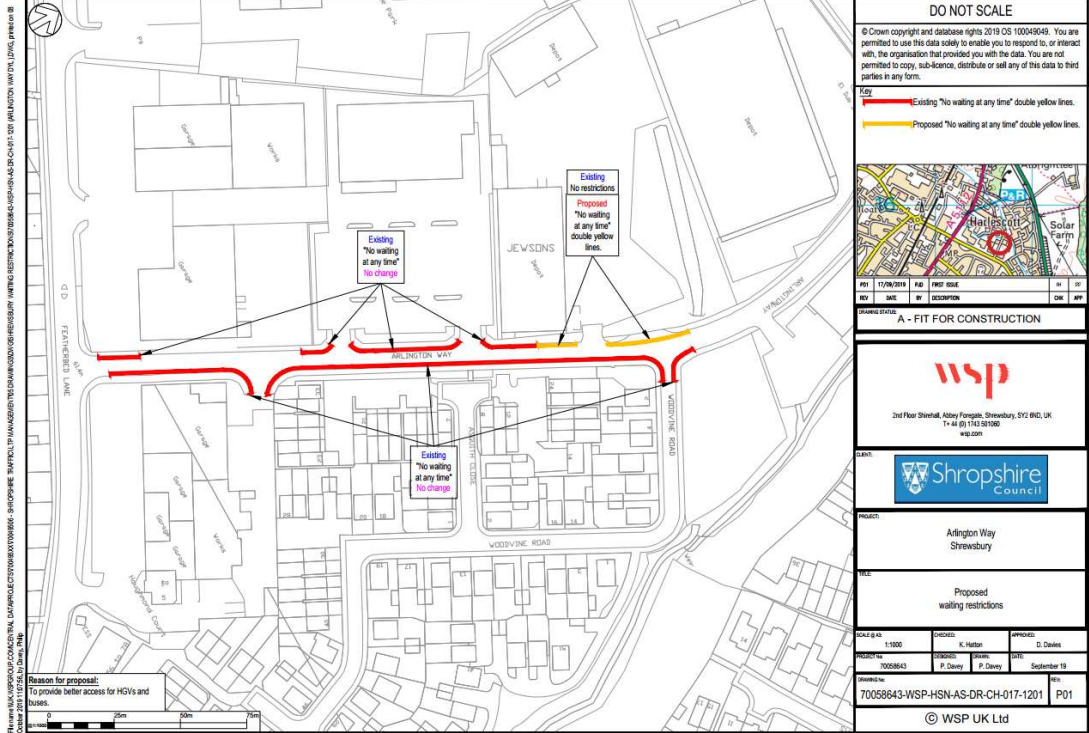 DO NOT SCALE
© Crown copyright and database rights 2019 OS 100049049. You are
permitted to use this data solely to enable you to respond to, or interact
with, the organisation that provided you with the data. You are not
permitted to copy, sub-licence, distribute or sell any of this data to third
parties in any form.
Key
Existing "No waiting at any time" double yellow lines.
Proposed "No waiting at any time" double yellow lines.
Harlescott
P&R
Solar
Farm
P01 17/09/2019 PJD FIRST ISSUE
REV DATE BY DESCRIPTION CHK APP
DRAWING STATUS:
A - FIT FOR CONSTRUCTION
wsp
2nd Floor Shirehall, Abbey Foregate, Shrewsbury, SY2 6ND, UK
T+ 44 (0) 1743 501060
wsp.com
CLIENT:
Shropshire
Council
PROJECT:
Arlington Way
Shrewsbury
TITLE:
Proposed
waiting restrictions
SCALE @ A3: CHECKED: APPROVED:
1:1000 K. Hatton D. Davies
PROJECT No: DESIGNED: DRAWN: DATE:
70058643 P. Davey P. Davey September 19
DRAWING No: REV:
70058643-WSP-HSN-AS-DR-CH-017-1201 P01
© WSP UK Ltd
Existing
No restrictions
Proposed
"No waiting
at any time"
double yellow
lines.
Existing
"No waiting
at any time"
No change
Existing
"No waiting
at any time"
No change
JEWSONS
Depot
Depot
Depot
Garage
Works
Garage
ARLINGTON WAY
ARLINGTON WAY
FEATHERBED LANE
WOODVINE ROAD
WOODVINE ROAD
Garage
Garage
Garage
Works
Haughmond Court
Reason for proposal:
To provide better access for HGVs and
buses.
0 25m 50m 75m